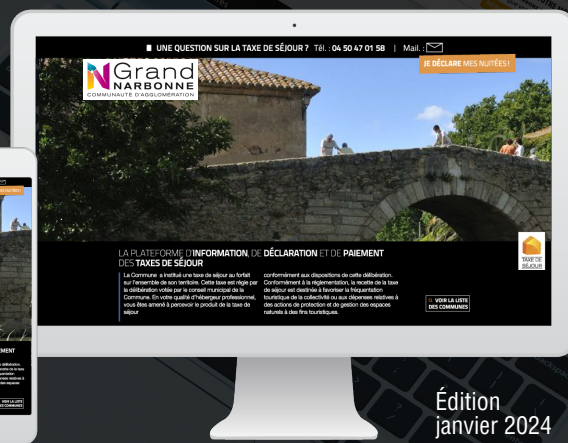 UNE QUESTION SUR LA TAXE DE SÉJOUR ? Tél. : 04 50 47 01 58 | Mail. :
JE DÉCLARE MES NUITÉES !
Grand
NARBONNE
COMMUNAUTÉ D'AGGLOMÉRATION
LA PLATEFORME D'INFORMATION, DE DÉCLARATION ET DE PAIEMENT
DES TAXES DE SÉJOUR
La Commune a institué une taxe de séjour au forfait
sur l'ensemble de son territoire. Cette taxe est régie par
la délibération votée par le conseil municipal de la
Commune. En votre qualité d'hébergeur professionnel,
vous êtes amené à percevoir le produit de la taxe de
séjour
conformément aux dispositions de cette délibération.
Conformément à la réglementation, la recette de la taxe
de séjour est destinée à favoriser la fréquentation
touristique de la collectivité ou aux dépenses relatives à
des actions de protection et de gestion des espaces
naturels à des fins touristiques.
TAXE DE
SÉJOUR
VOIR LA LISTE
DES COMMUNES
Édition
janvier 2024